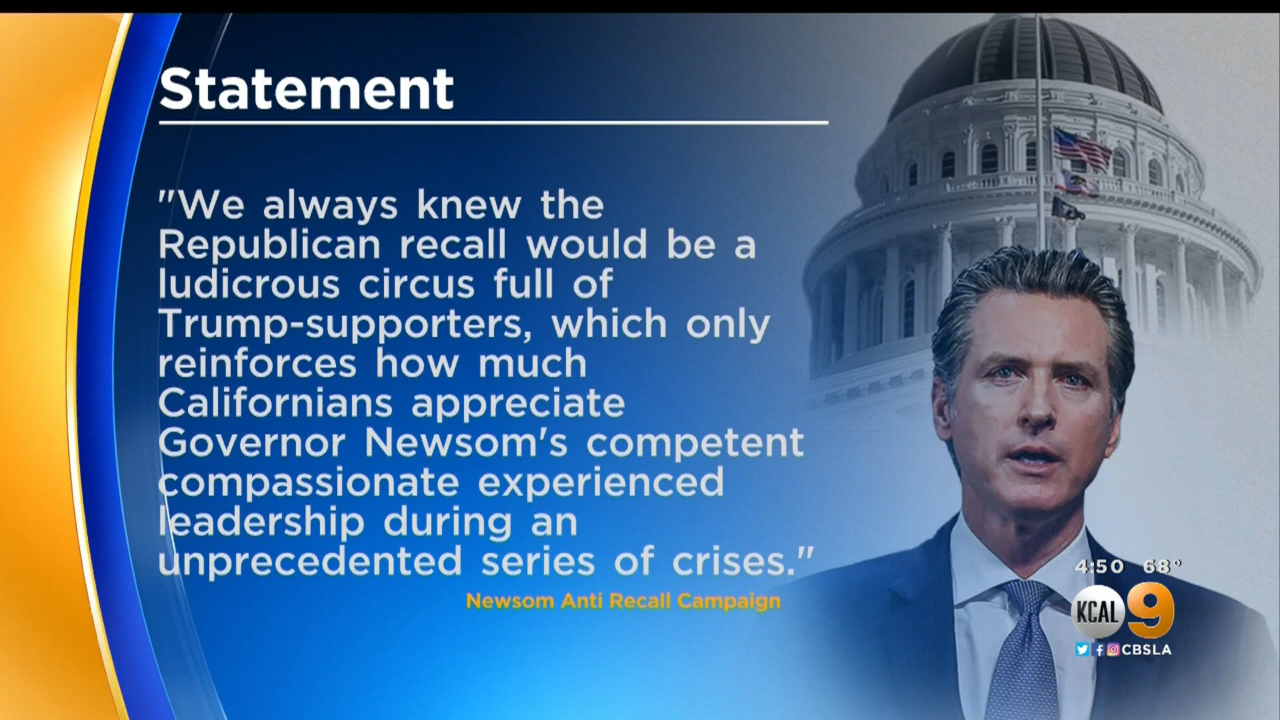 Statement
"We always knew the
Republican recall would be a
ludicrous circus full of
Trump-supporters, which only
reinforces how much
Californians appreciate
Governor Newsom's competent
compassionate experienced
leadership during an
unprecedented series of crises."
Newsom Anti Recall Campaign
4:50 68°
KCAL 9
CBSLA